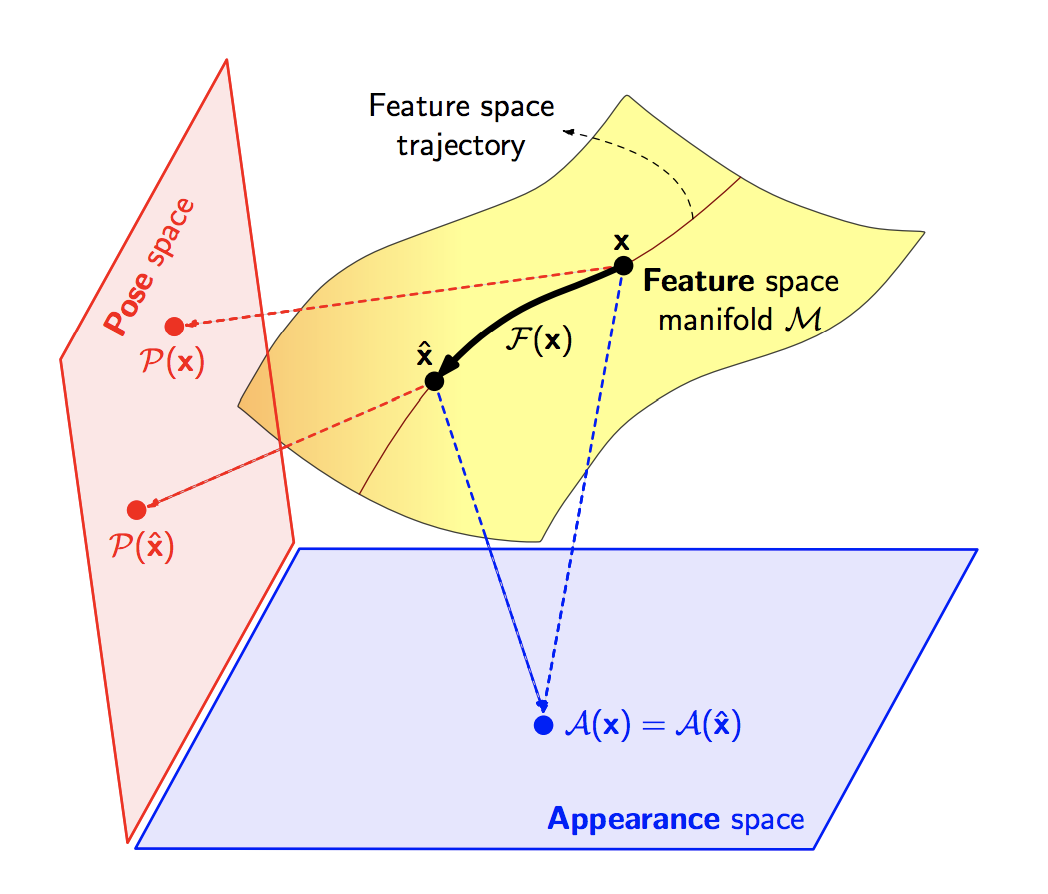 Feature space
trajectory
Pose space
x
Feature space
manifold ℳ
ℱ(x)
x̂
𝒫(x)
𝒫(x̂)
𝒜(x) = 𝒜(x̂)
Appearance space